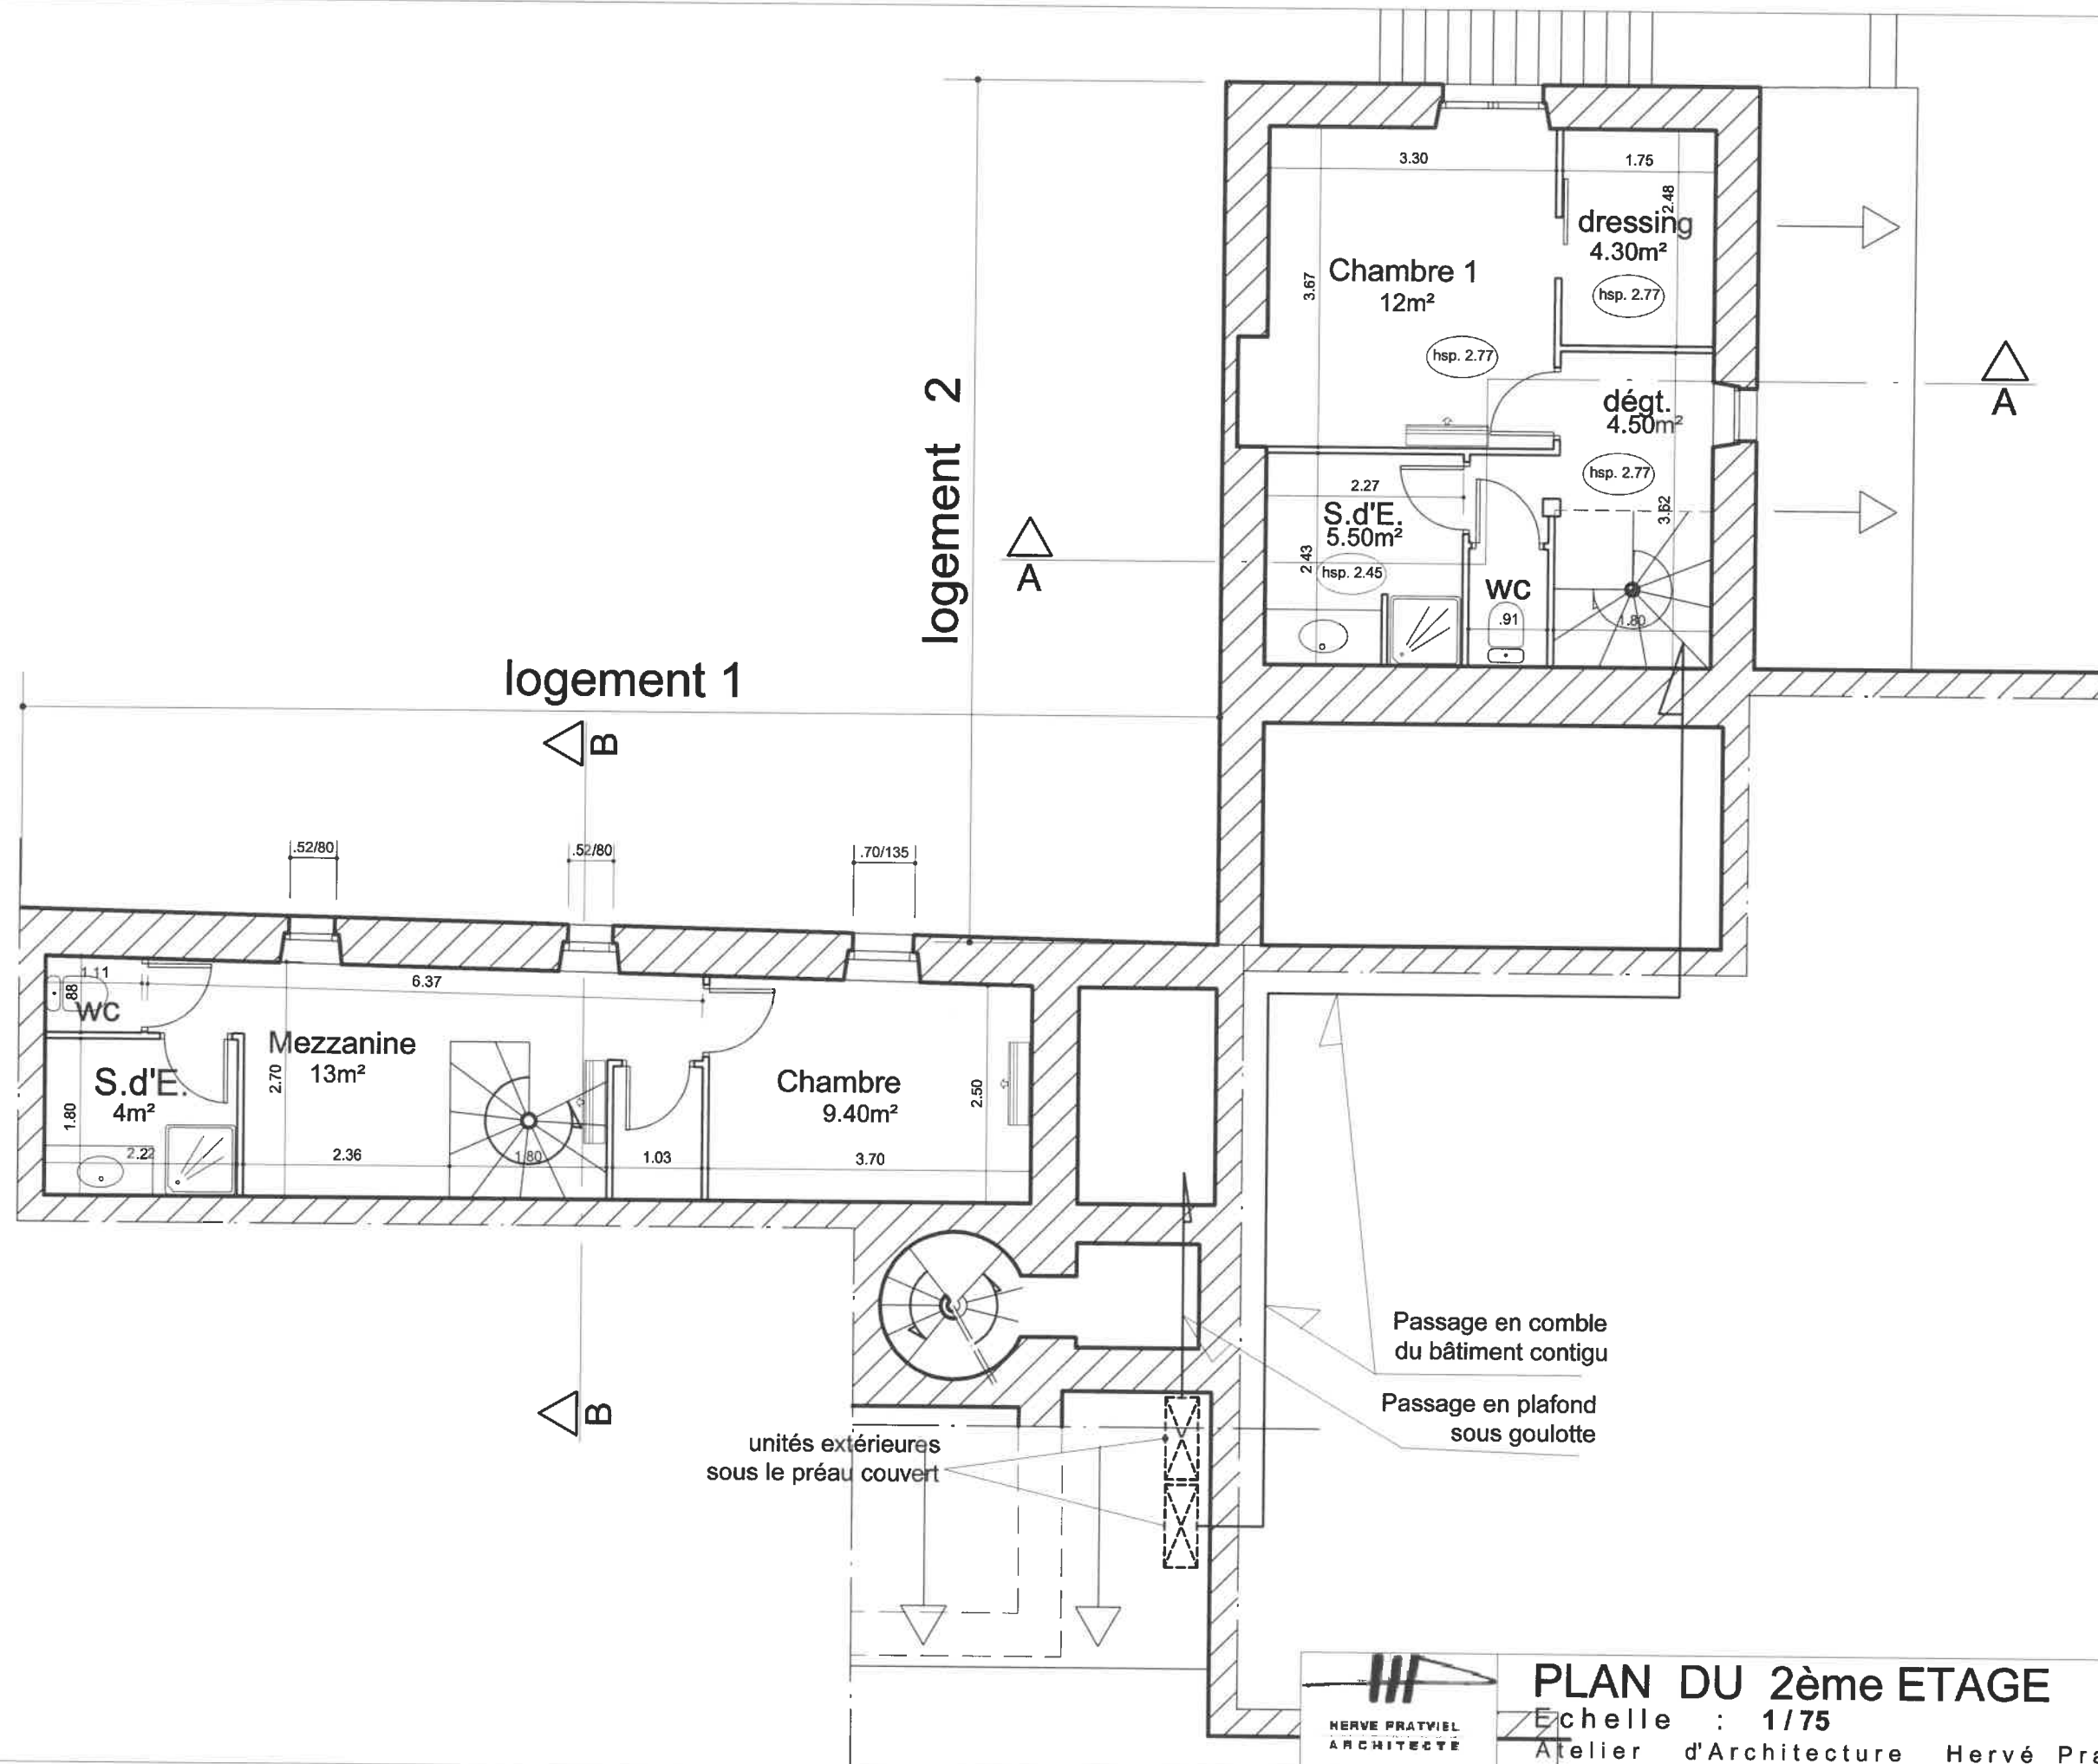 3.30
1.75
2.48
dressing
4.30m²
hsp. 2.77
3.67
Chambre 1
12m²
hsp. 2.77
A
dégt.
4.50m²
hsp. 2.77
3.62
logement 2
A
2.27
S.d'E.
5.50m²
2.43
hsp. 2.45
WC
.91
1.80
logement 1
B
.52/80
.52/80
.70/135
1.11
88
WC
6.37
Mezzanine
13m²
2.70
S.d'E.
4m²
1.80
2.22
2.36
1.80
1.03
Chambre
9.40m²
2.50
3.70
Passage en comble
du bâtiment contigu
Passage en plafond
sous goulotte
B
unités extérieures
sous le préau couvert
HERVE PRATVIEL
ARCHITECTE
PLAN DU 2ème ETAGE
Echelle : 1/75
Atelier d'Architecture Hervé Pra